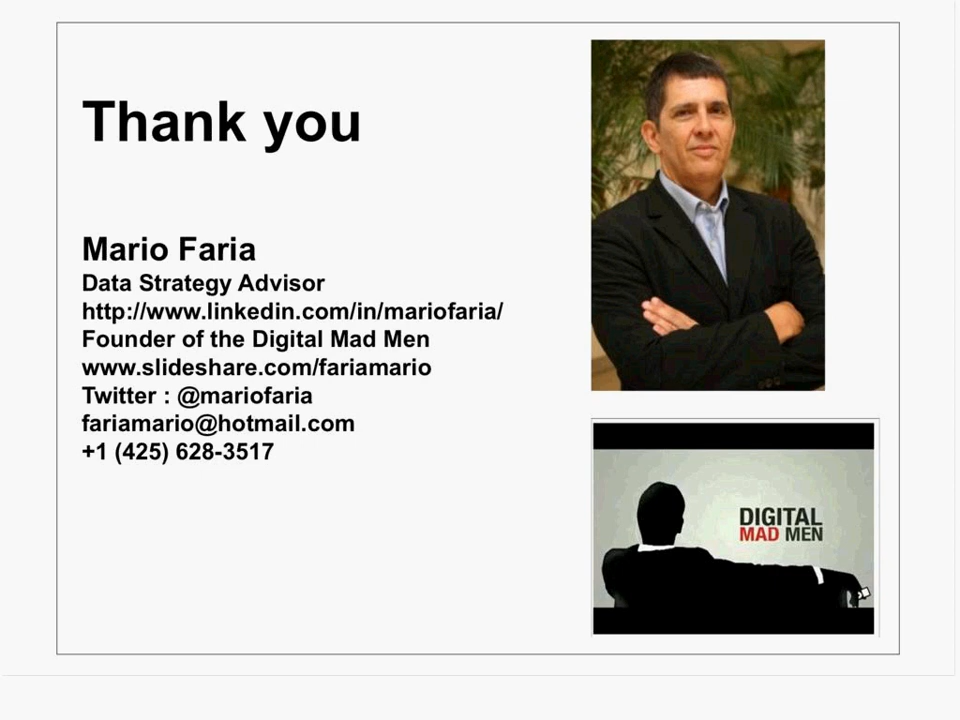 Thank you
Mario Faria
Data Strategy Advisor
http://www.linkedin.com/in/mariofaria/
Founder of the Digital Mad Men
www.slideshare.com/fariamario
Twitter : @mariofaria
fariamario@hotmail.com
+1 (425) 628-3517
DIGITAL
MAD MEN